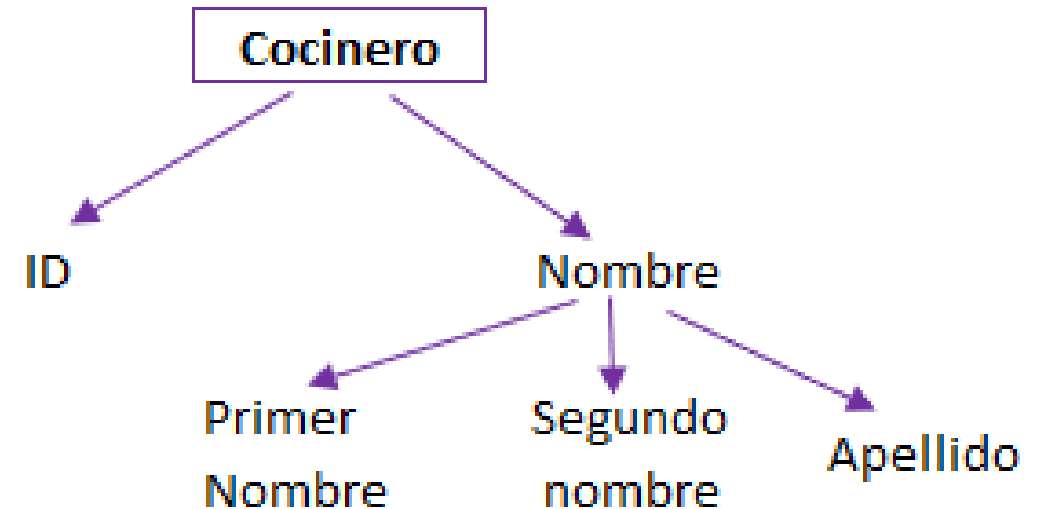 Cocinero
ID
Nombre
Primer
Nombre
Segundo
nombre
Apellido